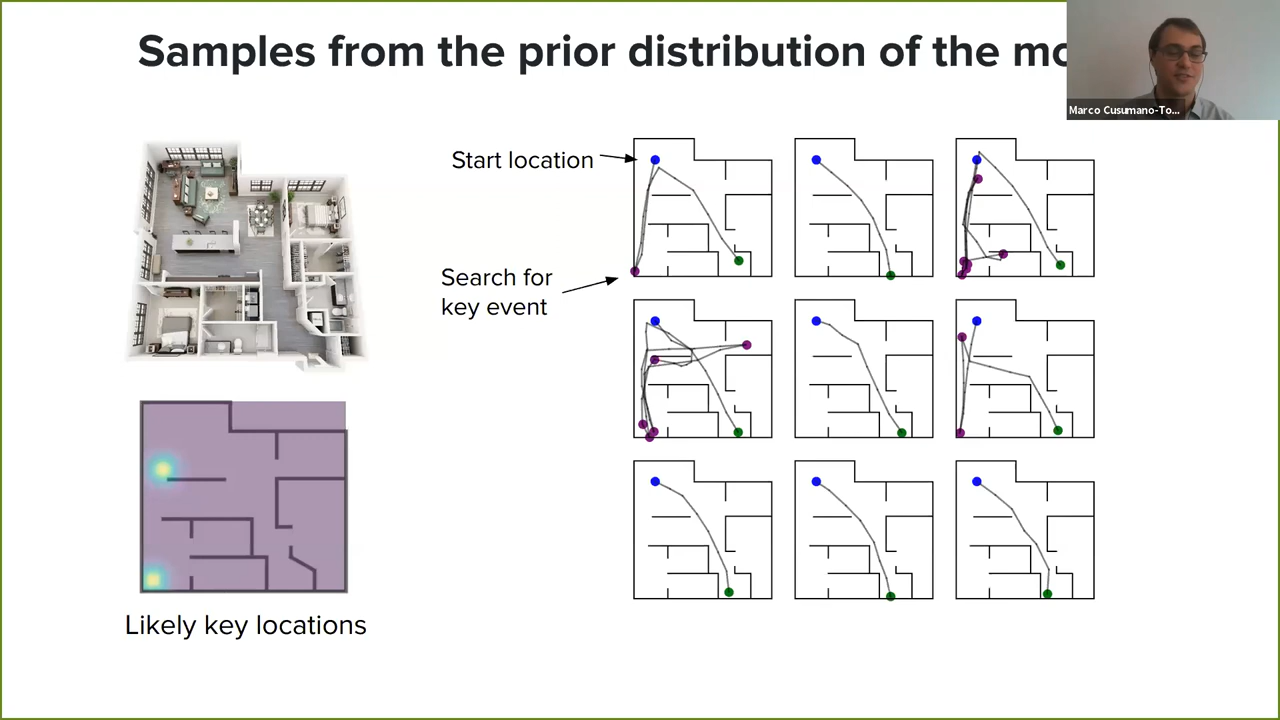 Samples from the prior distribution of the
Marco Cusumano-To...
Start location
Search for
key event
Likely key locations